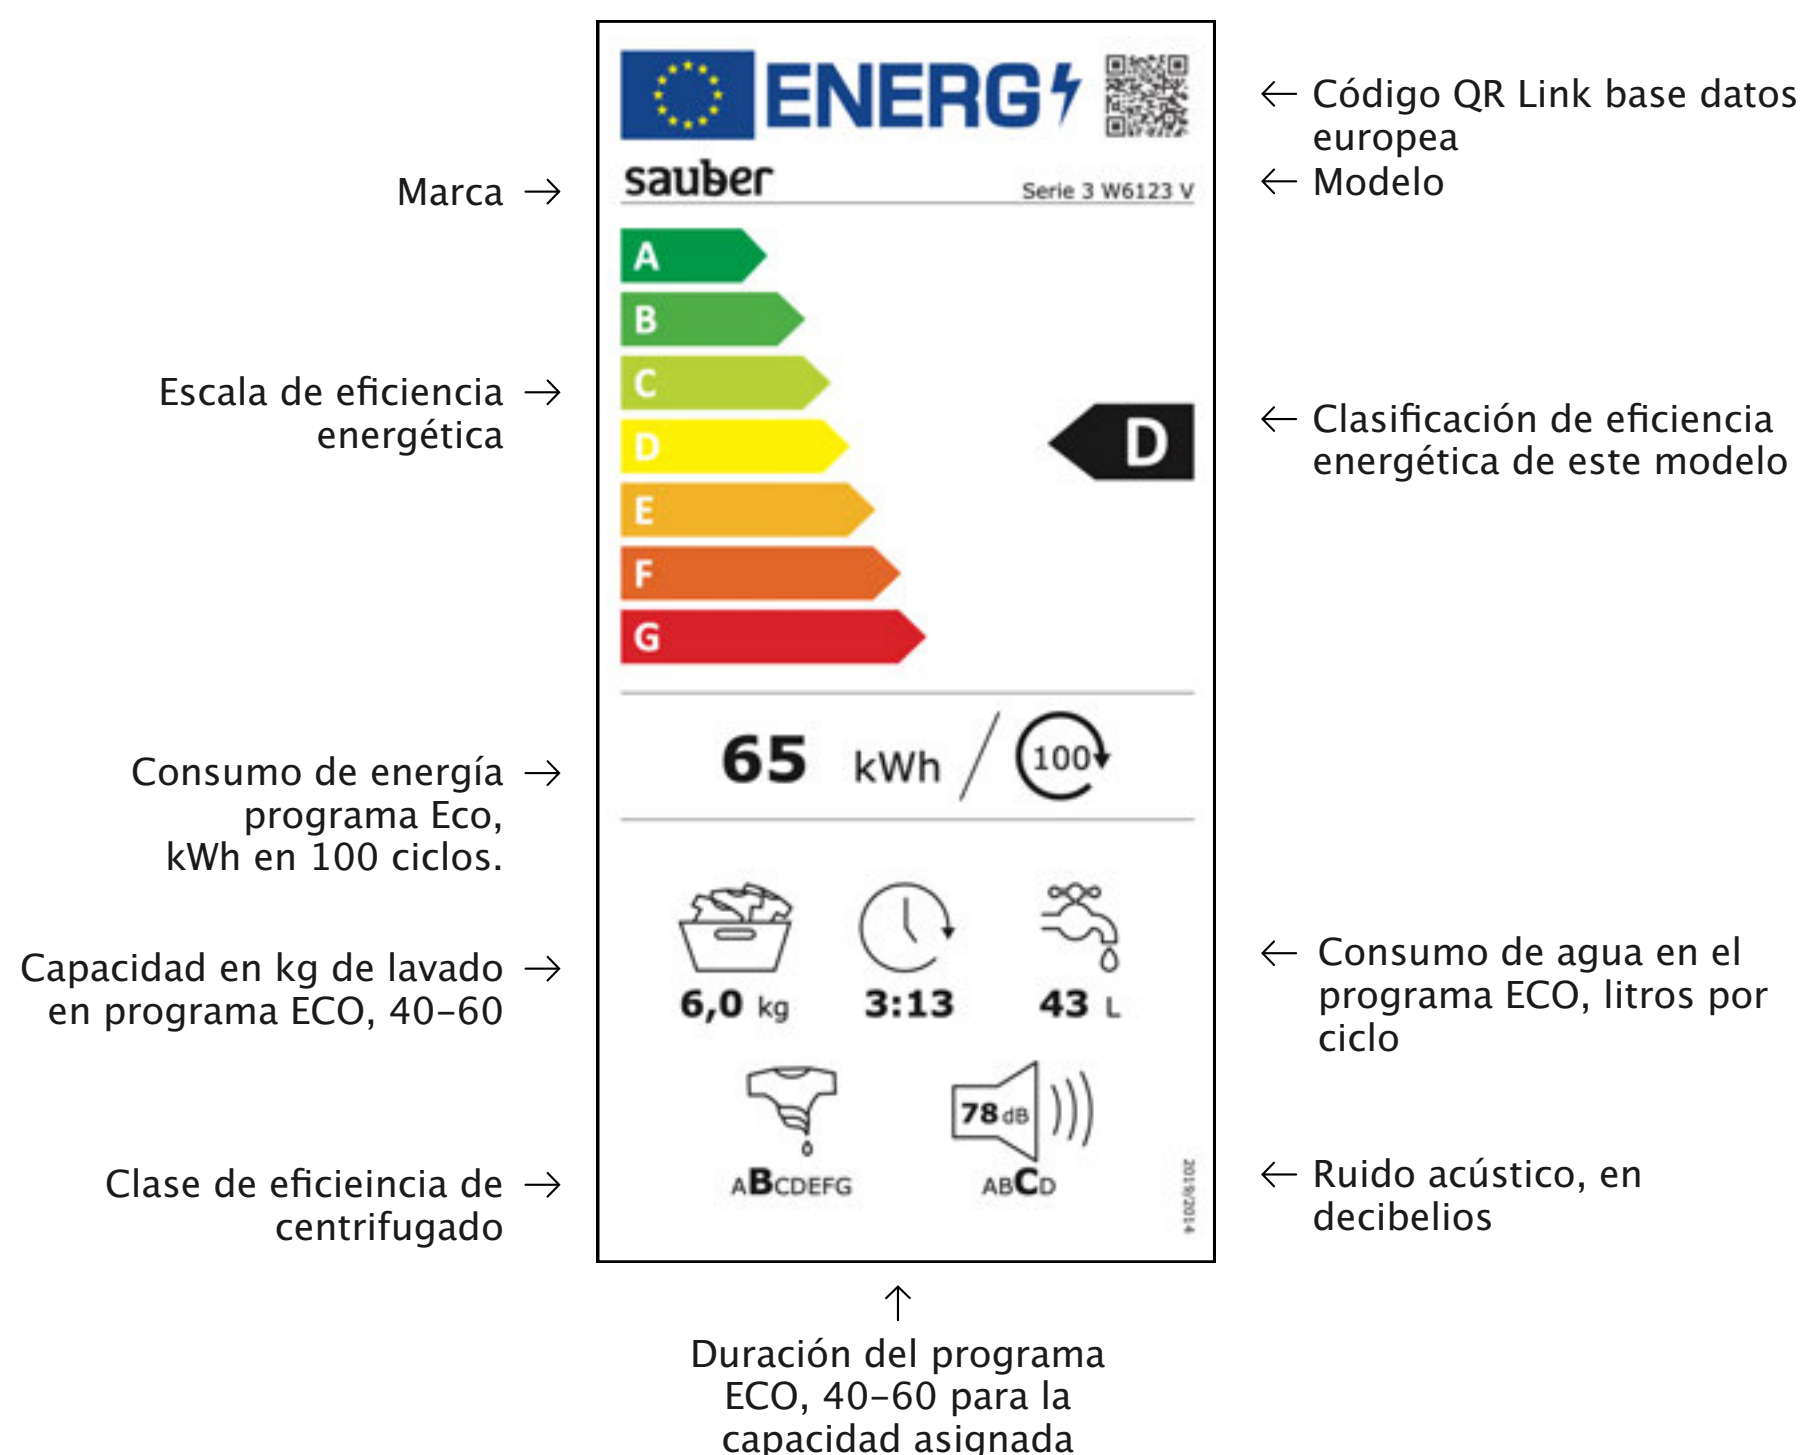 ENERG
← Código QR Link base datos
europea
Marca →
sauber
Serie 3 W6123 V
← Modelo
A
B
C
D
E
F
G
Escala de eficiencia →
energética
D
← Clasificación de eficiencia
energética de este modelo
Consumo de energía →
programa Eco,
kWh en 100 ciclos.
65 kWh / 100
Capacidad en kg de lavado →
en programa ECO, 40–60
6,0 kg
3:13
43 L
← Consumo de agua en el
programa ECO, litros por
ciclo
78 dB
Clase de eficieincia de →
centrifugado
ABCDEFG
ABCD
2019/2014
← Ruido acústico, en
decibelios
↑
Duración del programa
ECO, 40–60 para la
capacidad asignada